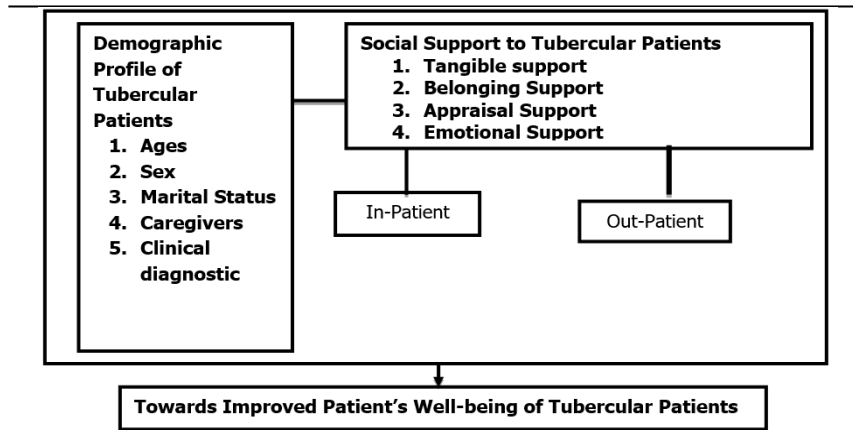 Demographic
Profile of
Tubercular
Patients
1. Ages
2. Sex
3. Marital Status
4. Caregivers
5. Clinical
diagnostic
Social Support to Tubercular Patients
1. Tangible support
2. Belonging Support
3. Appraisal Support
4. Emotional Support
In-Patient
Out-Patient
Towards Improved Patient’s Well-being of Tubercular Patients